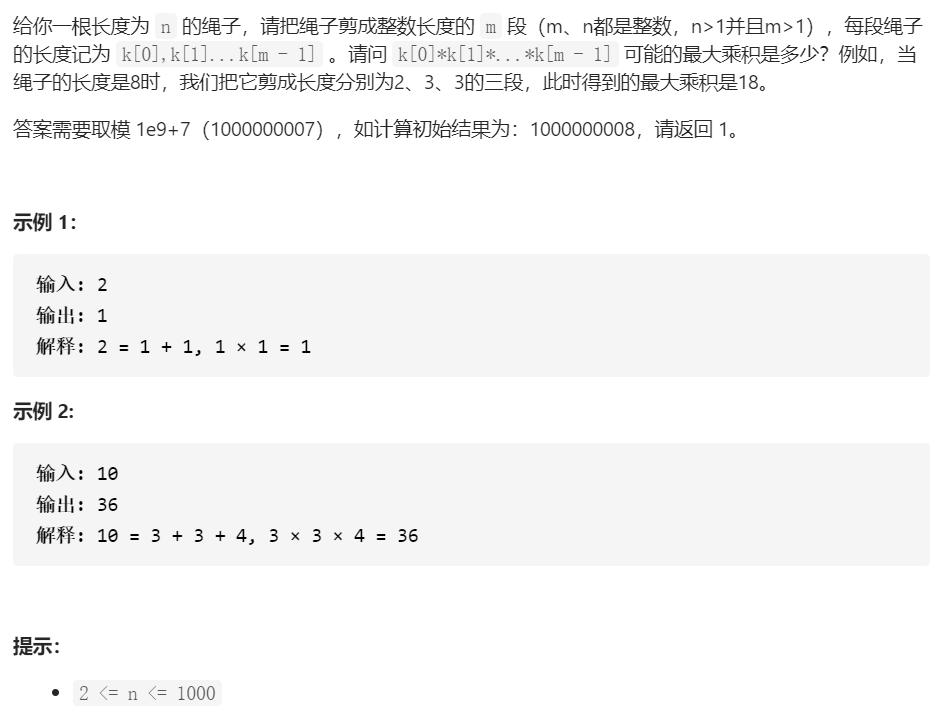 给你一根长度为 n 的绳子，请把绳子剪成整数长度的 m 段（m、n都是整数，n>1并且m>1），每段绳子
的长度记为 k[0],k[1]...k[m - 1] 。请问 k[0]*k[1]*...*k[m - 1] 可能的最大乘积是多少？例如，当
绳子的长度是8时，我们把它剪成长度分别为2、3、3的三段，此时得到的最大乘积是18。
答案需要取模 1e9+7（1000000007），如计算初始结果为：1000000008，请返回 1。
示例 1：
输入: 2
输出: 1
解释: 2 = 1 + 1, 1 × 1 = 1
示例 2:
输入: 10
输出: 36
解释: 10 = 3 + 3 + 4, 3 × 3 × 4 = 36
提示：
• 2 <= n <= 1000